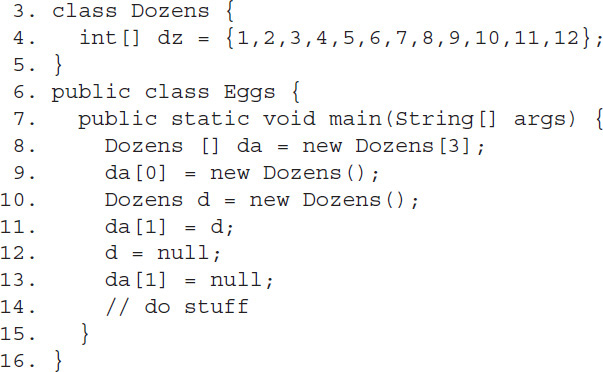 3. class Dozens {
4.   int[] dz = {1,2,3,4,5,6,7,8,9,10,11,12};
5. }
6. public class Eggs {
7.   public static void main(String[] args) {
8.     Dozens [] da = new Dozens[3];
9.     da[0] = new Dozens();
10.     Dozens d = new Dozens();
11.     da[1] = d;
12.     d = null;
13.     da[1] = null;
14.     // do stuff
15.   }
16. }